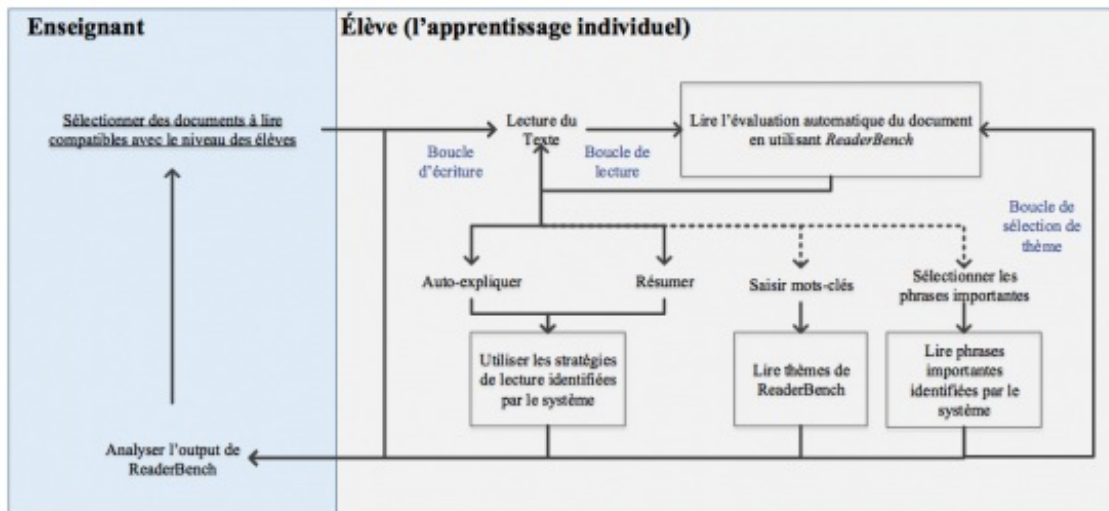 Enseignant
Élève (l'apprentissage individuel)
Sélectionner des documents à lire
compatibles avec le niveau des élèves
Lecture du
Texte
Lire l'évaluation automatique du document
en utilisant ReaderBench
Boucle
d'écriture
Boucle de
lecture
Boucle de
sélection de
thème
Auto-expliquer
Résumer
Saisir mots-clés
Sélectionner les
phrases importantes
Utiliser les stratégies
de lecture identifiées
par le système
Lire thèmes de
ReaderBench
Lire phrases
importantes
identifiées par le
système
Analyser l'output de
ReaderBench